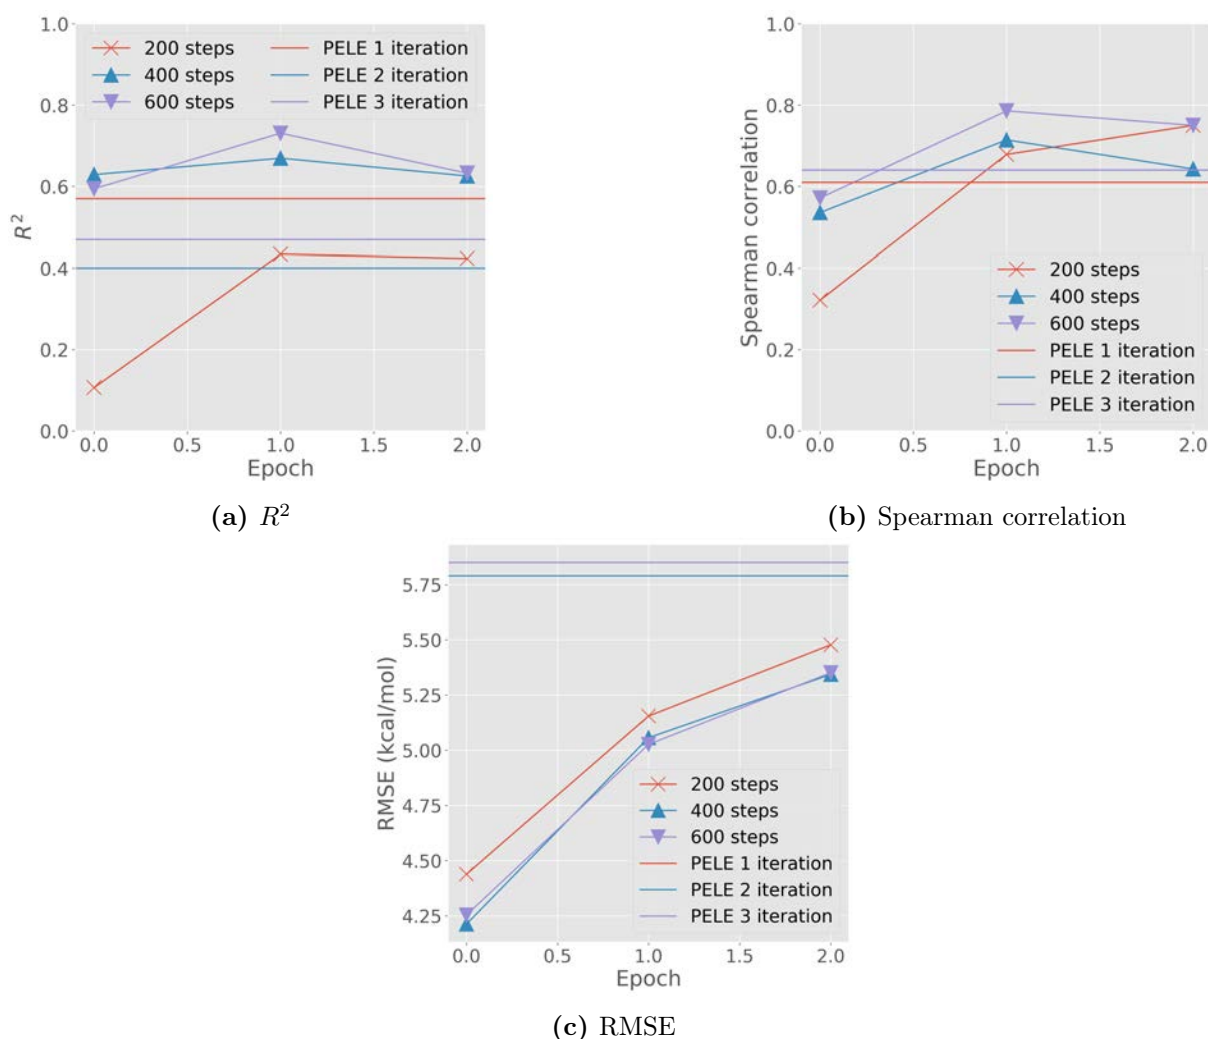 1.0
0.8
0.6
0.4
0.2
0.0
R²
200 steps
400 steps
600 steps
PELE 1 iteration
PELE 2 iteration
PELE 3 iteration
0.0 0.5 1.0 1.5 2.0
Epoch
(a) R²
1.0
0.8
0.6
0.4
0.2
0.0
Spearman correlation
200 steps
400 steps
600 steps
PELE 1 iteration
PELE 2 iteration
PELE 3 iteration
0.0 0.5 1.0 1.5 2.0
Epoch
(b) Spearman correlation
5.75
5.50
5.25
5.00
4.75
4.50
4.25
RMSE (kcal/mol)
200 steps
400 steps
600 steps
PELE 1 iteration
PELE 2 iteration
PELE 3 iteration
0.0 0.5 1.0 1.5 2.0
Epoch
(c) RMSE